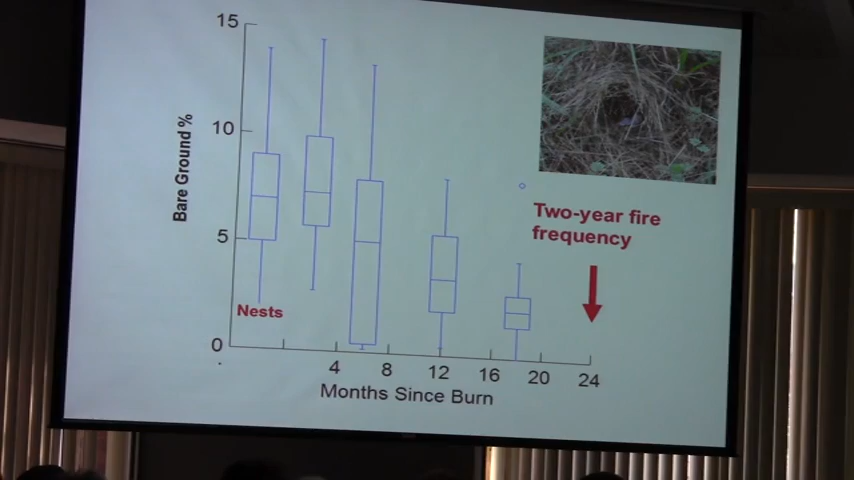 15
10
Bare Ground %
5
0
Nests
Two-year fire
frequency
4 8 12 16 20 24
Months Since Burn